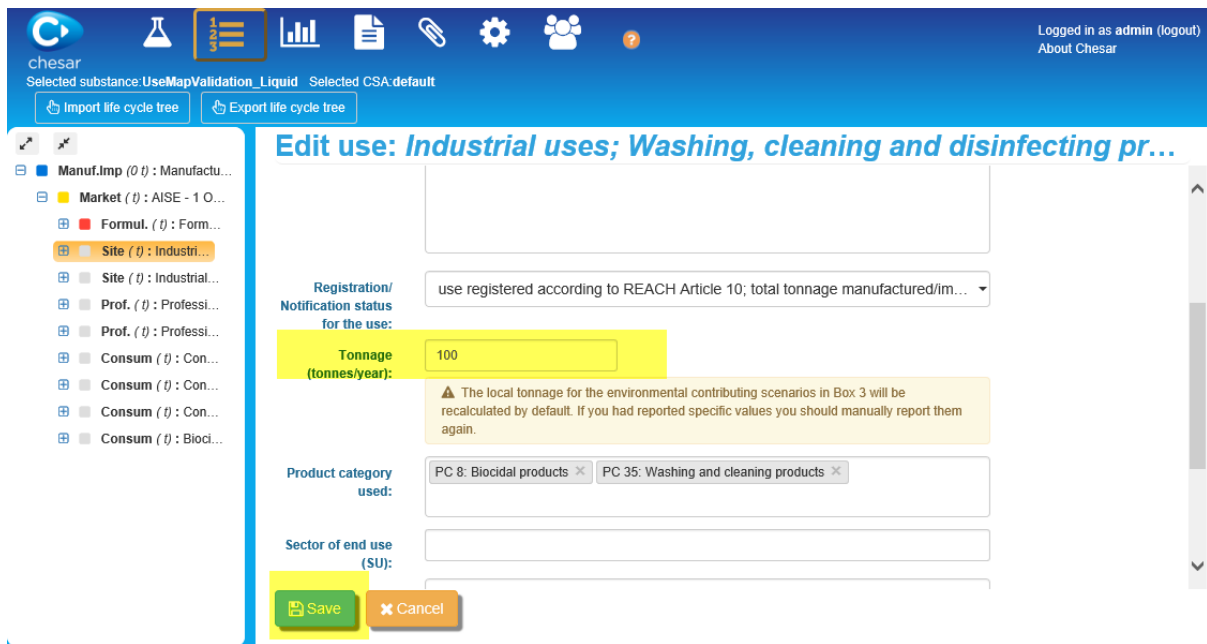 1
2
3
?
Logged in as admin (logout)
About Chesar
chesar
Selected substance:UseMapValidation_Liquid Selected CSA:default
Import life cycle tree
Export life cycle tree
Edit use: Industrial uses; Washing, cleaning and disinfecting pr…
Manuf.Imp (0 t) : Manufactu…
Market ( t) : AISE - 1 O…
Formul. ( t) : Form…
Site ( t) : Industri…
Site ( t) : Industrial…
Prof. ( t) : Professi…
Prof. ( t) : Professi…
Consum ( t) : Con…
Consum ( t) : Con…
Consum ( t) : Con…
Consum ( t) : Bioci…
Registration/
Notification status
for the use:
use registered according to REACH Article 10; total tonnage manufactured/im…
Tonnage
(tonnes/year):
100
The local tonnage for the environmental contributing scenarios in Box 3 will be
recalculated by default. If you had reported specific values you should manually report them
again.
Product category
used:
PC 8: Biocidal products ×
PC 35: Washing and cleaning products ×
Sector of end use
(SU):
Save
Cancel